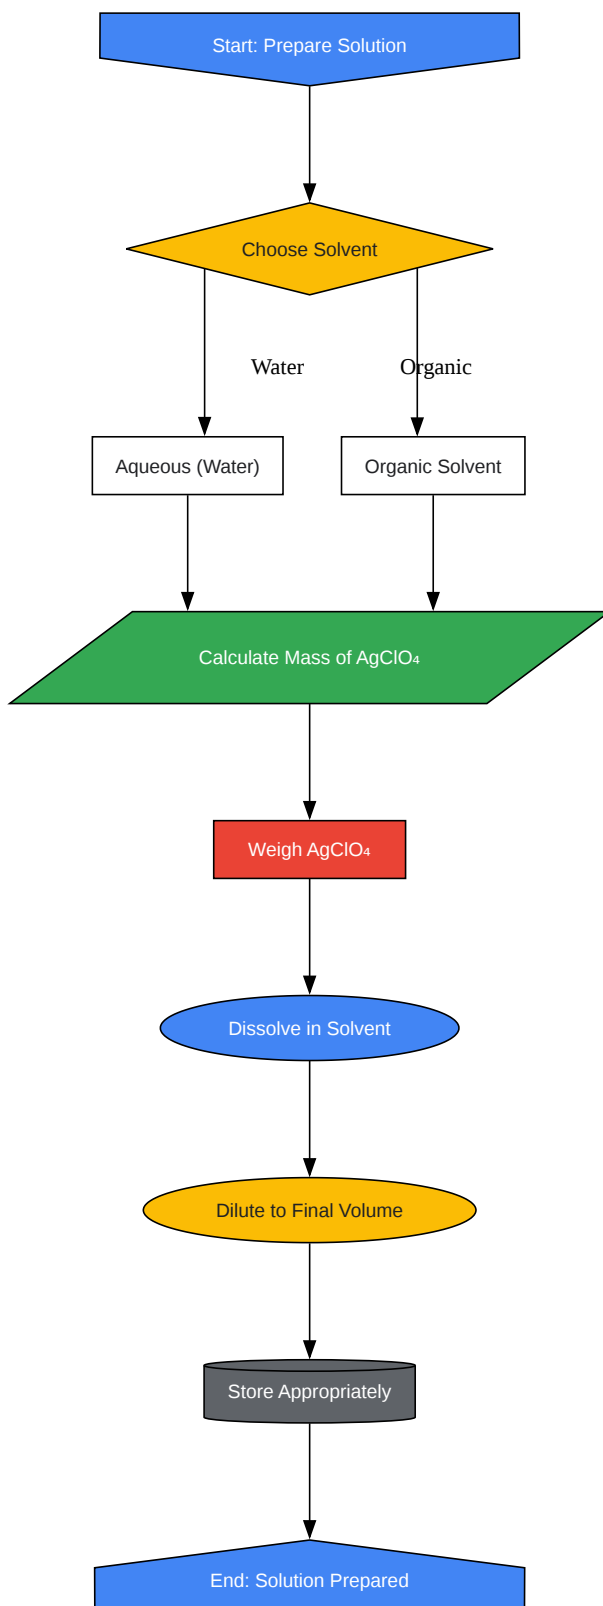 Start: Prepare Solution
Choose Solvent
Water
Organic
Aqueous (Water)
Organic Solvent
Calculate Mass of AgClO₄
Weigh AgClO₄
Dissolve in Solvent
Dilute to Final Volume
Store Appropriately
End: Solution Prepared